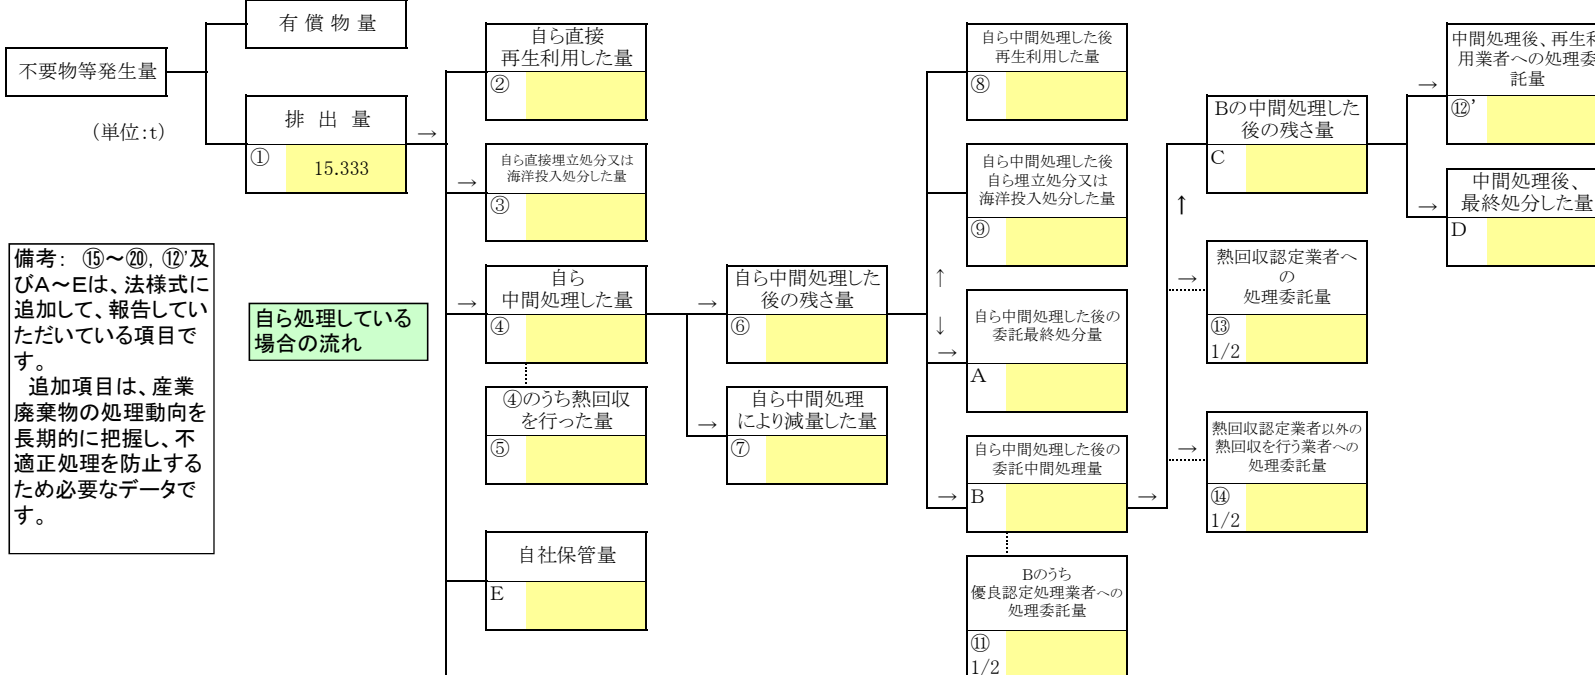 有 償 物 量
不要物等発生量
(単位:t)
排 出 量
→
①
15.333
備考: ⑮～⑳, ⑫'及
びA～Eは、法様式に
追加して、報告してい
ただいている項目で
す。
追加項目は、産業
廃棄物の処理動向を
長期的に把握し、不
適正処理を防止する
ため必要なデータで
す。
自ら処理している
場合の流れ
自ら直接
再生利用した量
②
→
自ら直接埋立処分又は
海洋投入処分した量
③
→
自ら
中間処理した量
④
④のうち熱回収
を行った量
⑤
自社保管量
E
→
自ら中間処理した
後の残さ量
⑥
→
自ら中間処理
により減量した量
⑦
自ら中間処理した後
再生利用した量
⑧
自ら中間処理した後
自ら埋立処分又は
海洋投入処分した量
⑨
↑
↓
→
自ら中間処理した後の
委託最終処分量
A
自ら中間処理した後の
委託中間処理量
→
B
→
Bのうち
優良認定処理業者への
処理委託量
⑪
1/2
Bの中間処理した
後の残さ量
C
↑
→
熱回収認定業者へ
の
処理委託量
⑬
1/2
→
熱回収認定業者以外の
熱回収を行う業者への
処理委託量
⑭
1/2
→
中間処理後、再生利
用業者への処理委
託量
⑫'
→
中間処理後、
最終処分した量
D